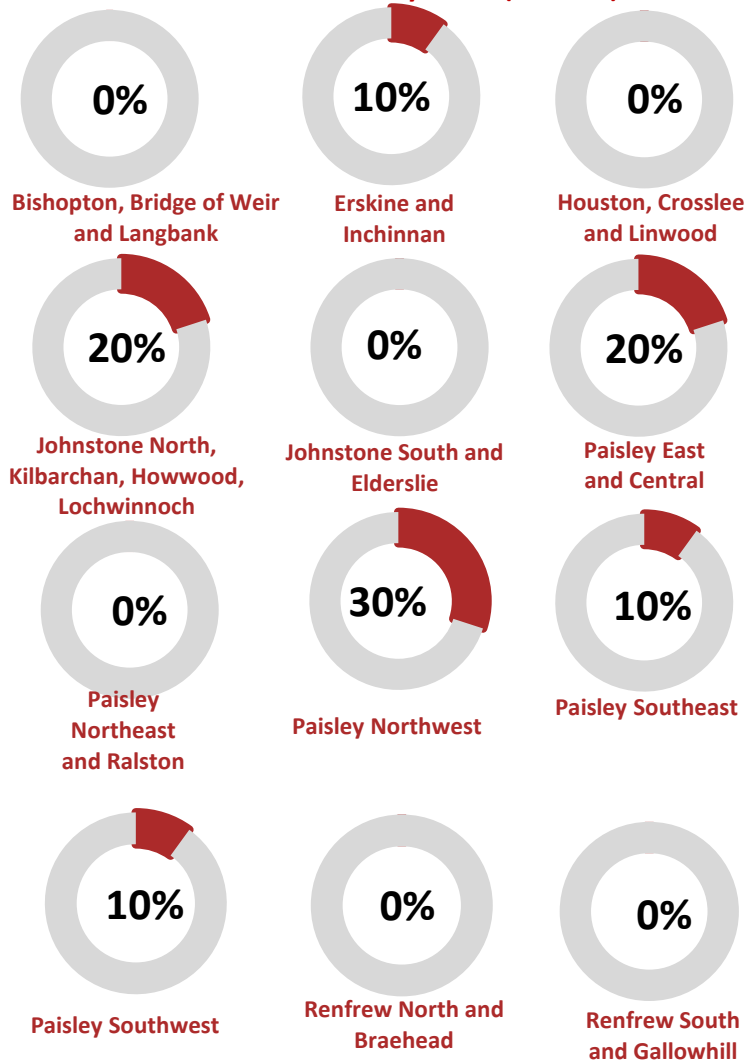 0%
10%
0%
Bishopton, Bridge of Weir
and Langbank
Erskine and
Inchinnan
Houston, Crosslee
and Linwood
20%
0%
20%
Johnstone North,
Kilbarchan, Howwood,
Lochwinnoch
Johnstone South and
Elderslie
Paisley East
and Central
0%
30%
10%
Paisley
Northeast
and Ralston
Paisley Northwest
Paisley Southeast
10%
0%
0%
Paisley Southwest
Renfrew North and
Braehead
Renfrew South
and Gallowhill